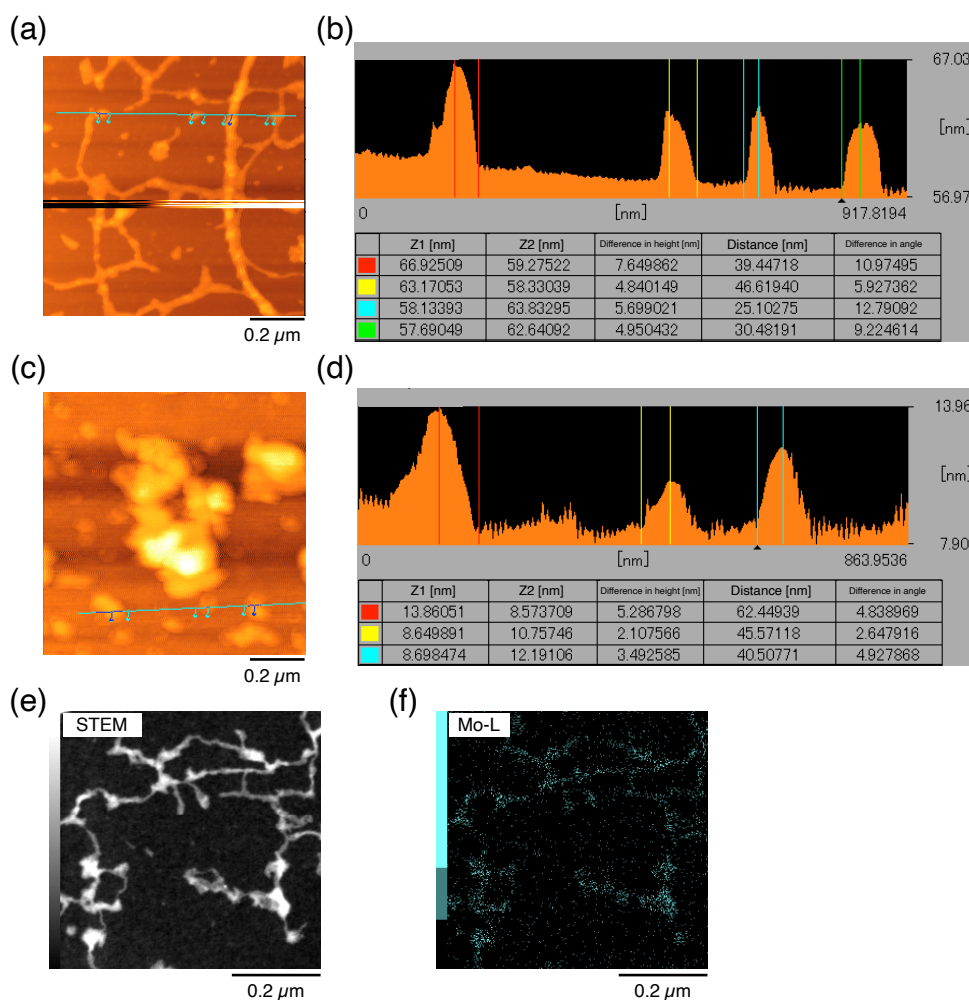 (a)
0.2 μm
(b)
67.03
[nm]
56.97
0 [nm] 917.8194
Z1 [nm] Z2 [nm] Difference in height [nm] Distance [nm] Difference in angle
66.92509 59.27522 7.649862 39.44718 10.97495
63.17053 58.33039 4.840149 46.61940 5.927362
58.13393 63.83295 5.699021 25.10275 12.79092
57.69049 62.64092 4.950432 30.48191 9.224614
(c)
0.2 μm
(d)
13.96
[nm]
7.90
0 [nm] 863.9536
Z1 [nm] Z2 [nm] Difference in height [nm] Distance [nm] Difference in angle
13.86051 8.573709 5.286798 62.44939 4.838969
8.649891 10.75746 2.107566 45.57118 2.647916
8.698474 12.19106 3.492585 40.50771 4.927868
(e)
STEM
0.2 μm
(f)
Mo-L
0.2 μm